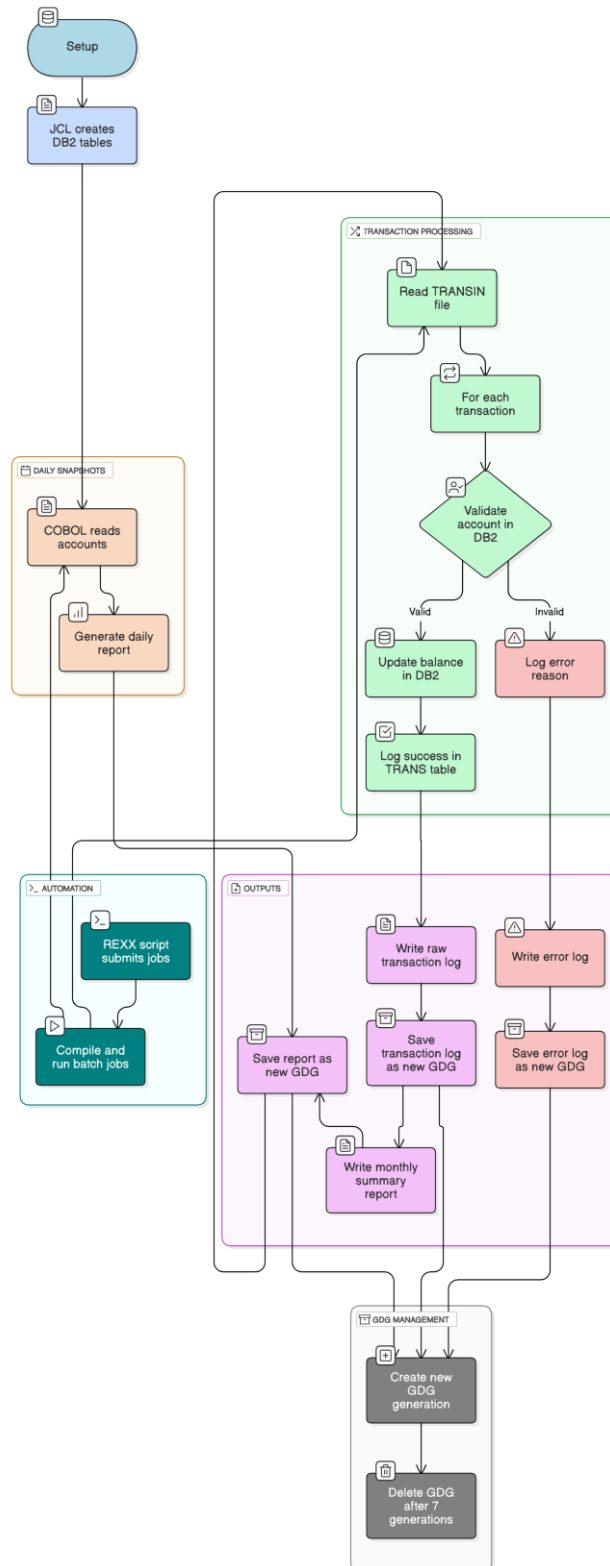 Setup
JCL creates
DB2 tables
TRANSACTION PROCESSING
Read TRANSIN
file
For each
transaction
DAILY SNAPSHOTS
COBOL reads
accounts
Validate
account in
DB2
Valid
Invalid
Generate daily
report
Update balance
in DB2
Log error
reason
Log success in
TRANS table
>_ AUTOMATION
OUTPUTS
REXX script
submits jobs
Write raw
transaction log
Write error log
Compile and
run batch jobs
Save report as
new GDG
Save
transaction log
as new GDG
Save error log
as new GDG
Write monthly
summary
report
GDG MANAGEMENT
Create new
GDG
generation
Delete GDG
after 7
generations